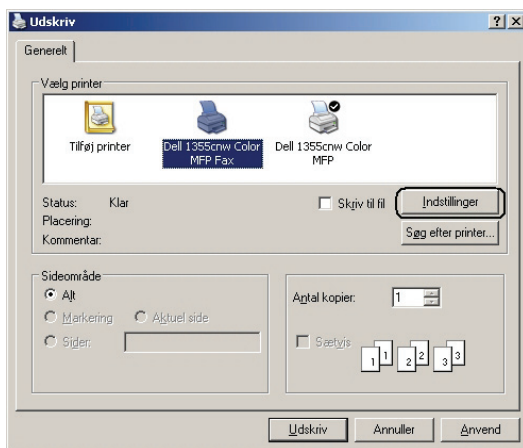 Udskriv
Generelt
Vælg printer
Tilføj printer
Dell 1355cnw Color
MFP Fax
Dell 1355cnw Color
MFP
Status: Klar
Skriv til fil
Indstillinger
Placering:
Kommentar:
Søg efter printer...
Sideområde
Alt
Markering
Aktuel side
Sider:
Antal kopier: 1
Sætvis
1 1 2 2 3 3
Udskriv
Annuller
Anvend